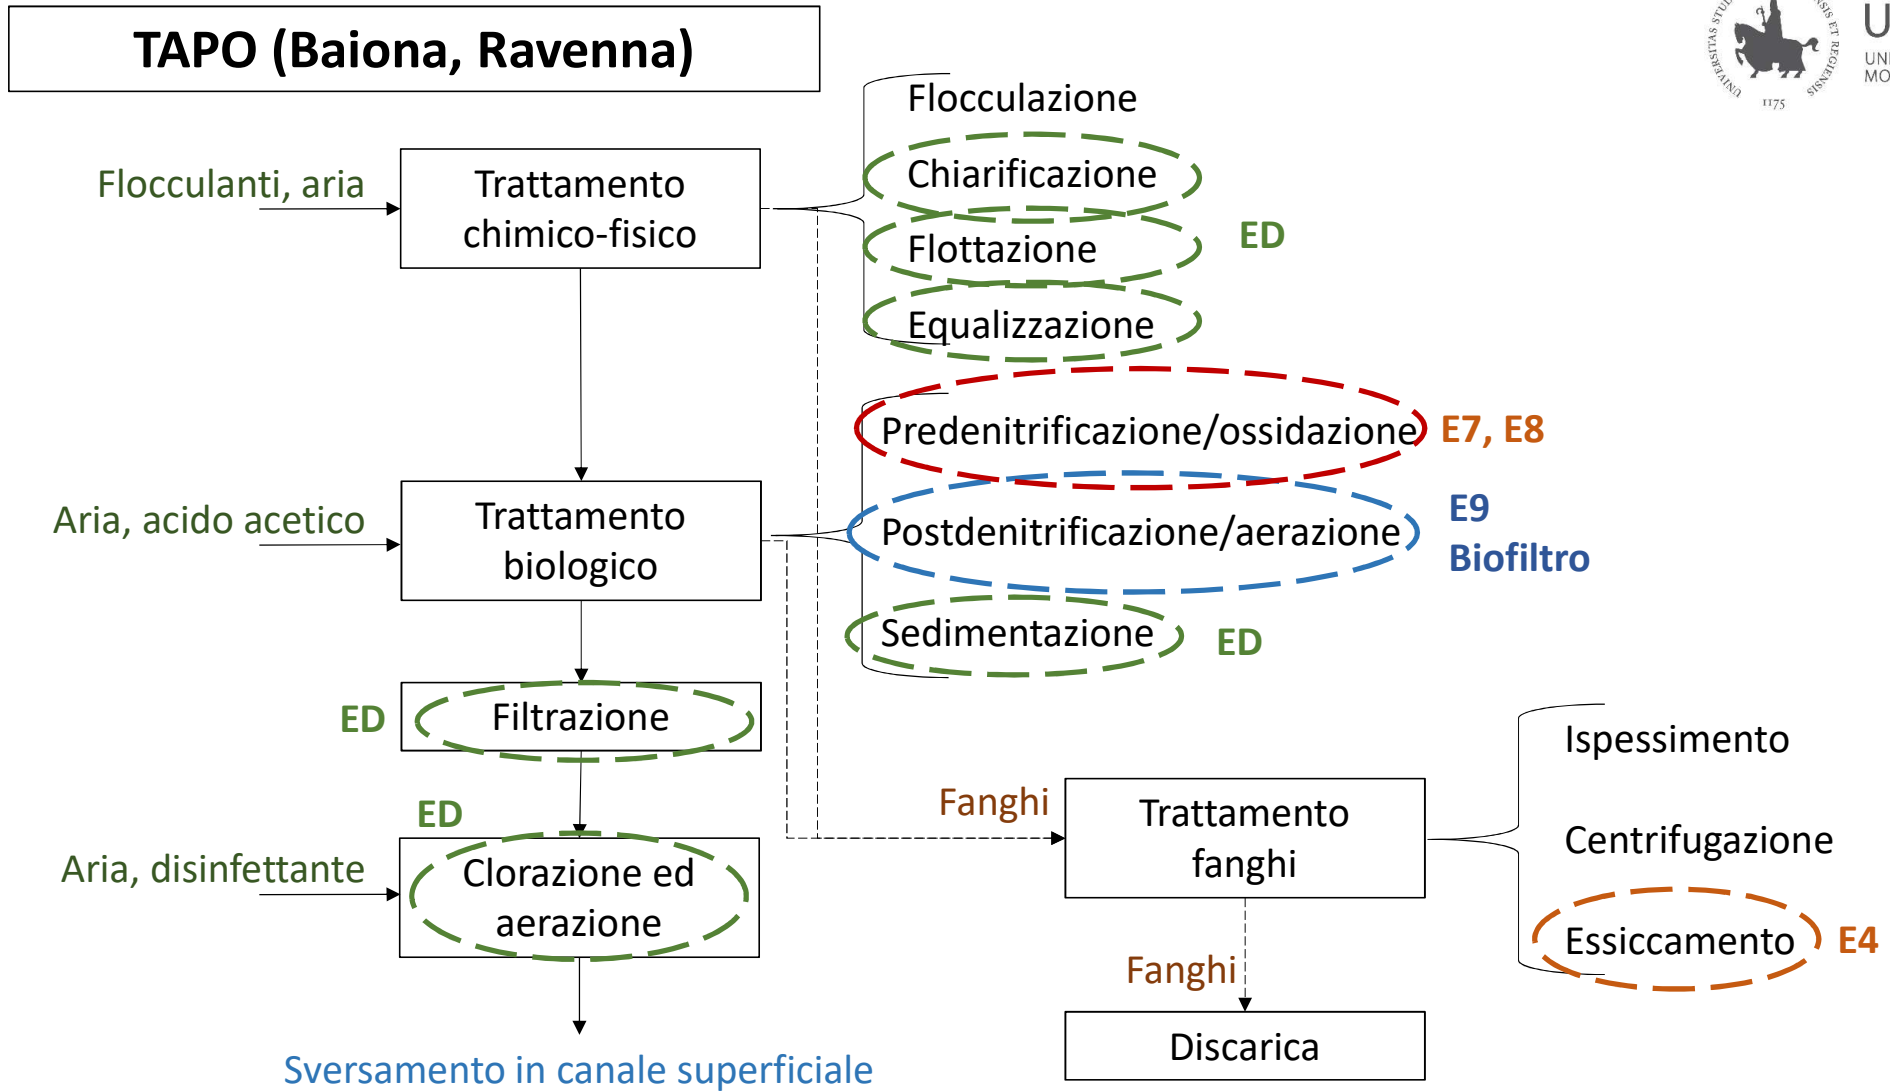 TAPO (Baiona, Ravenna)
1175
Flocculanti, aria
Trattamento
chimico-fisico
Flocculazione
Chiarificazione
Flottazione
Equalizzazione
ED
Aria, acido acetico
Trattamento
biologico
Predenitrificazione/ossidazione
E7, E8
Postdenitrificazione/aerazione
E9
Biofiltro
Sedimentazione
ED
ED
Filtrazione
ED
Aria, disinfettante
Clorazione ed
aerazione
Sversamento in canale superficiale
Fanghi
Trattamento
fanghi
Ispessimento
Centrifugazione
Essiccamento
E4
Fanghi
Discarica